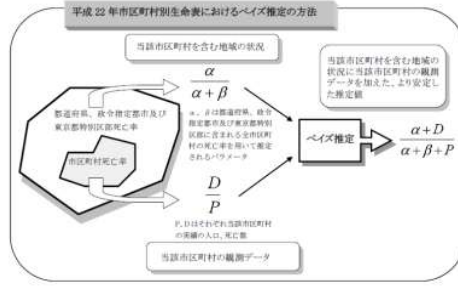 平成 22 年市区町村別生命表におけるベイズ推定の方法
当該市区町村を含む地域の状況
α
α + β
α、βは都道府県、政令
指定都市及び東京都特別
区部に含まれる全市区町
村の死亡率を用いて推定
されるパラメータ
都道府県、政令指定都市及び
東京都特別区部死亡率
市区町村死亡率
D
P
P、Dはそれぞれ当該市区町村
の実績の人口、死亡数
当該市区町村の観測データ
ベイズ推定
当該市区町村を含む地域の
状況に当該市区町村の観測
データを加えた、より安定し
た推定値
α + D
α + β + P